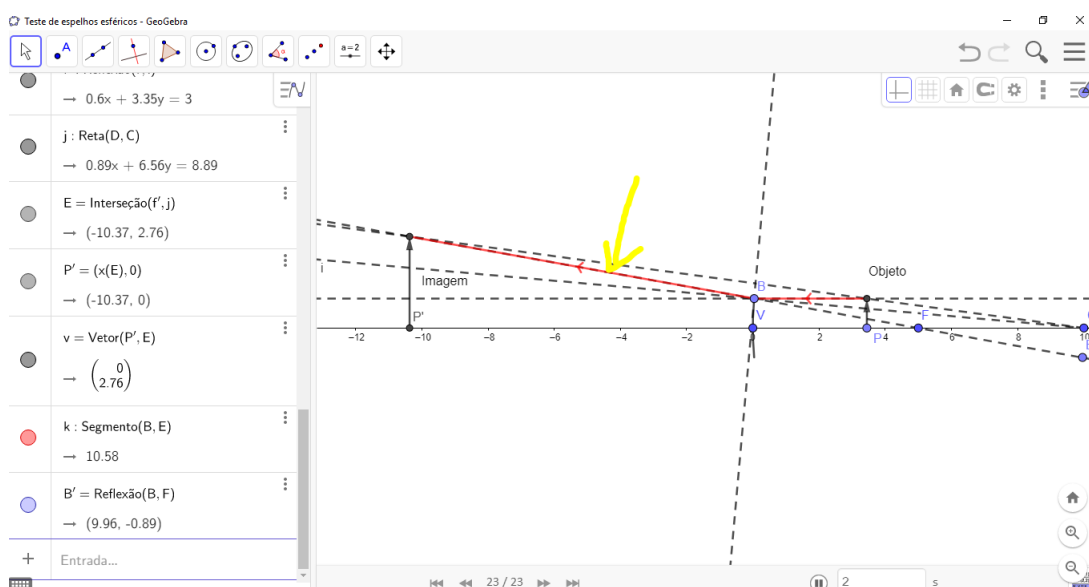 Teste de espelhos esféricos - GeoGebra
A
a=2
→ 0.6x + 3.35y = 3
j : Reta(D, C)
→ 0.89x + 6.56y = 8.89
E = Interseção(f′, j)
→ (-10.37, 2.76)
P′ = (x(E), 0)
→ (-10.37, 0)
v = Vetor(P′, E)
→ (0 2.76)
k : Segmento(B, E)
→ 10.58
B′ = Reflexão(B, F)
→ (9.96, -0.89)
Entrada...
i
Objeto
Imagem
B
P'
V
P
F
−12 −10 −8 −6 −4 −2 2 4 6 8 10
23 / 23
2
s